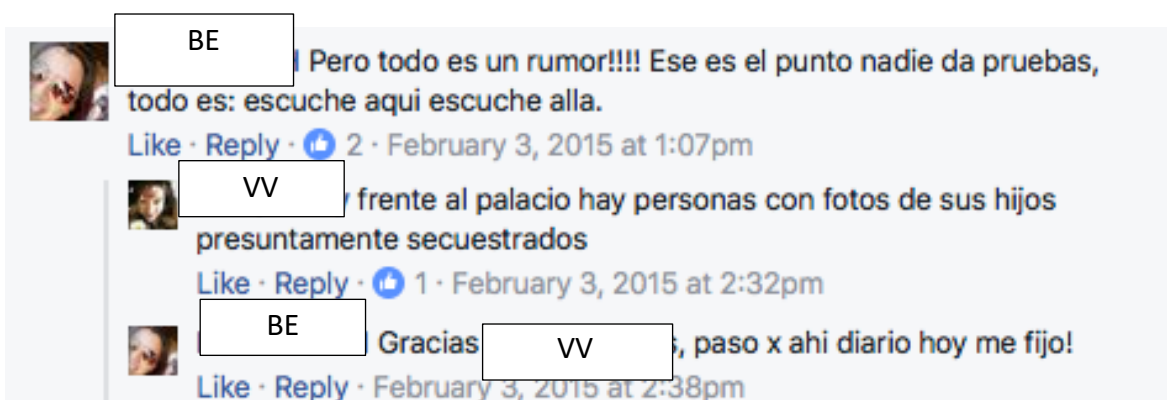 BE
Pero todo es un rumor!!!! Ese es el punto nadie da pruebas,
todo es: escuche aqui escuche alla.
Like · Reply · 2 · February 3, 2015 at 1:07pm
VV
frente al palacio hay personas con fotos de sus hijos
presuntamente secuestrados
Like · Reply · 1 · February 3, 2015 at 2:32pm
BE
Gracias VV s, paso x ahi diario hoy me fijo!
Like · Reply · February 3, 2015 at 2:38pm